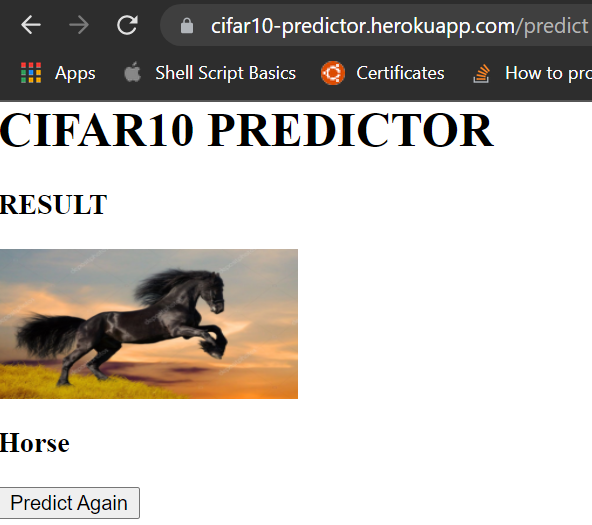 cifar10-predictor.herokuapp.com/predict
Apps Shell Script Basics Certificates How to pro
CIFAR10 PREDICTOR
RESULT
Horse
Predict Again